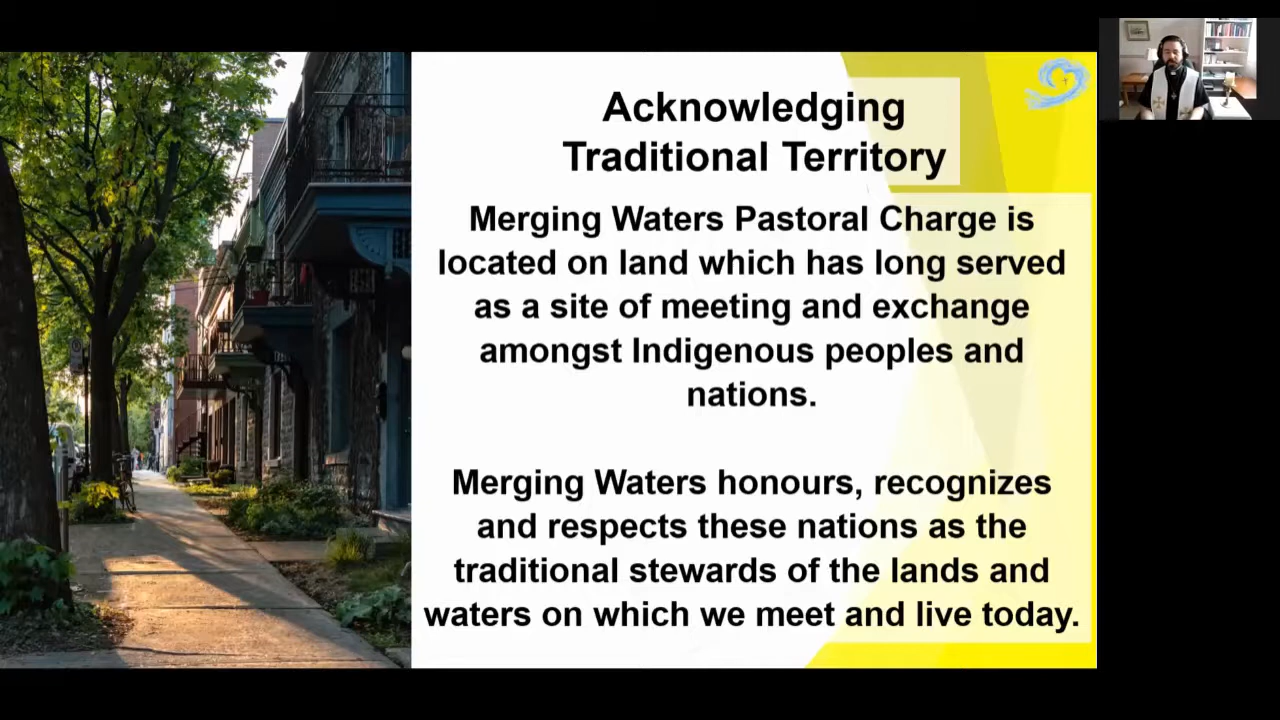 Acknowledging
Traditional Territory
Merging Waters Pastoral Charge is
located on land which has long served
as a site of meeting and exchange
amongst Indigenous peoples and
nations.
Merging Waters honours, recognizes
and respects these nations as the
traditional stewards of the lands and
waters on which we meet and live today.